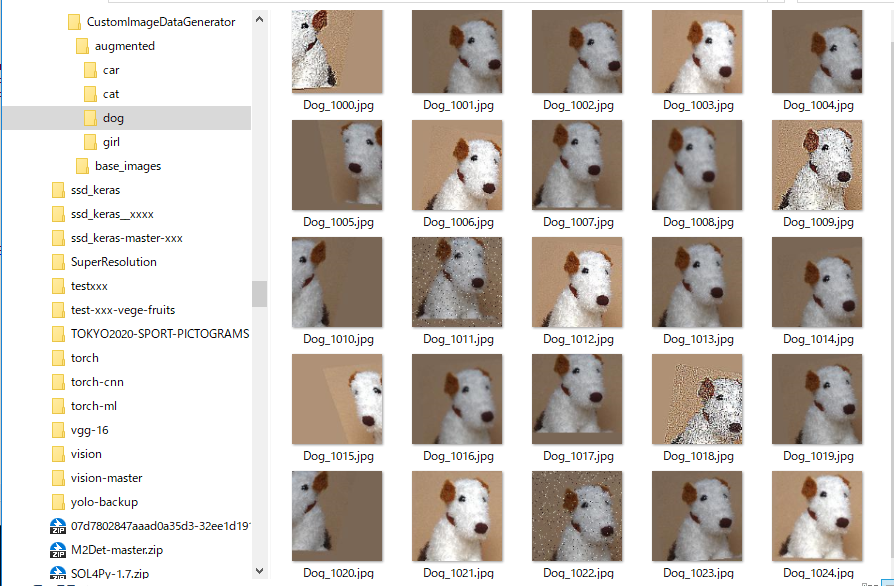 CustomImageDataGenerator
augmented
car
cat
dog
girl
base_images
ssd_keras
ssd_keras__xxxx
ssd_keras-master-xxx
SuperResolution
testxxx
test-xxx-vege-fruits
TOKYO2020-SPORT-PICTOGRAMS
torch
torch-cnn
torch-ml
vgg-16
vision
vision-master
yolo-backup
07d7802847aaad0a35d3-32ee1d191
M2Det-master.zip
SOL4Py-1.7.zip
Dog_1000.jpg Dog_1001.jpg Dog_1002.jpg Dog_1003.jpg Dog_1004.jpg
Dog_1005.jpg Dog_1006.jpg Dog_1007.jpg Dog_1008.jpg Dog_1009.jpg
Dog_1010.jpg Dog_1011.jpg Dog_1012.jpg Dog_1013.jpg Dog_1014.jpg
Dog_1015.jpg Dog_1016.jpg Dog_1017.jpg Dog_1018.jpg Dog_1019.jpg
Dog_1020.jpg Dog_1021.jpg Dog_1022.jpg Dog_1023.jpg Dog_1024.jpg